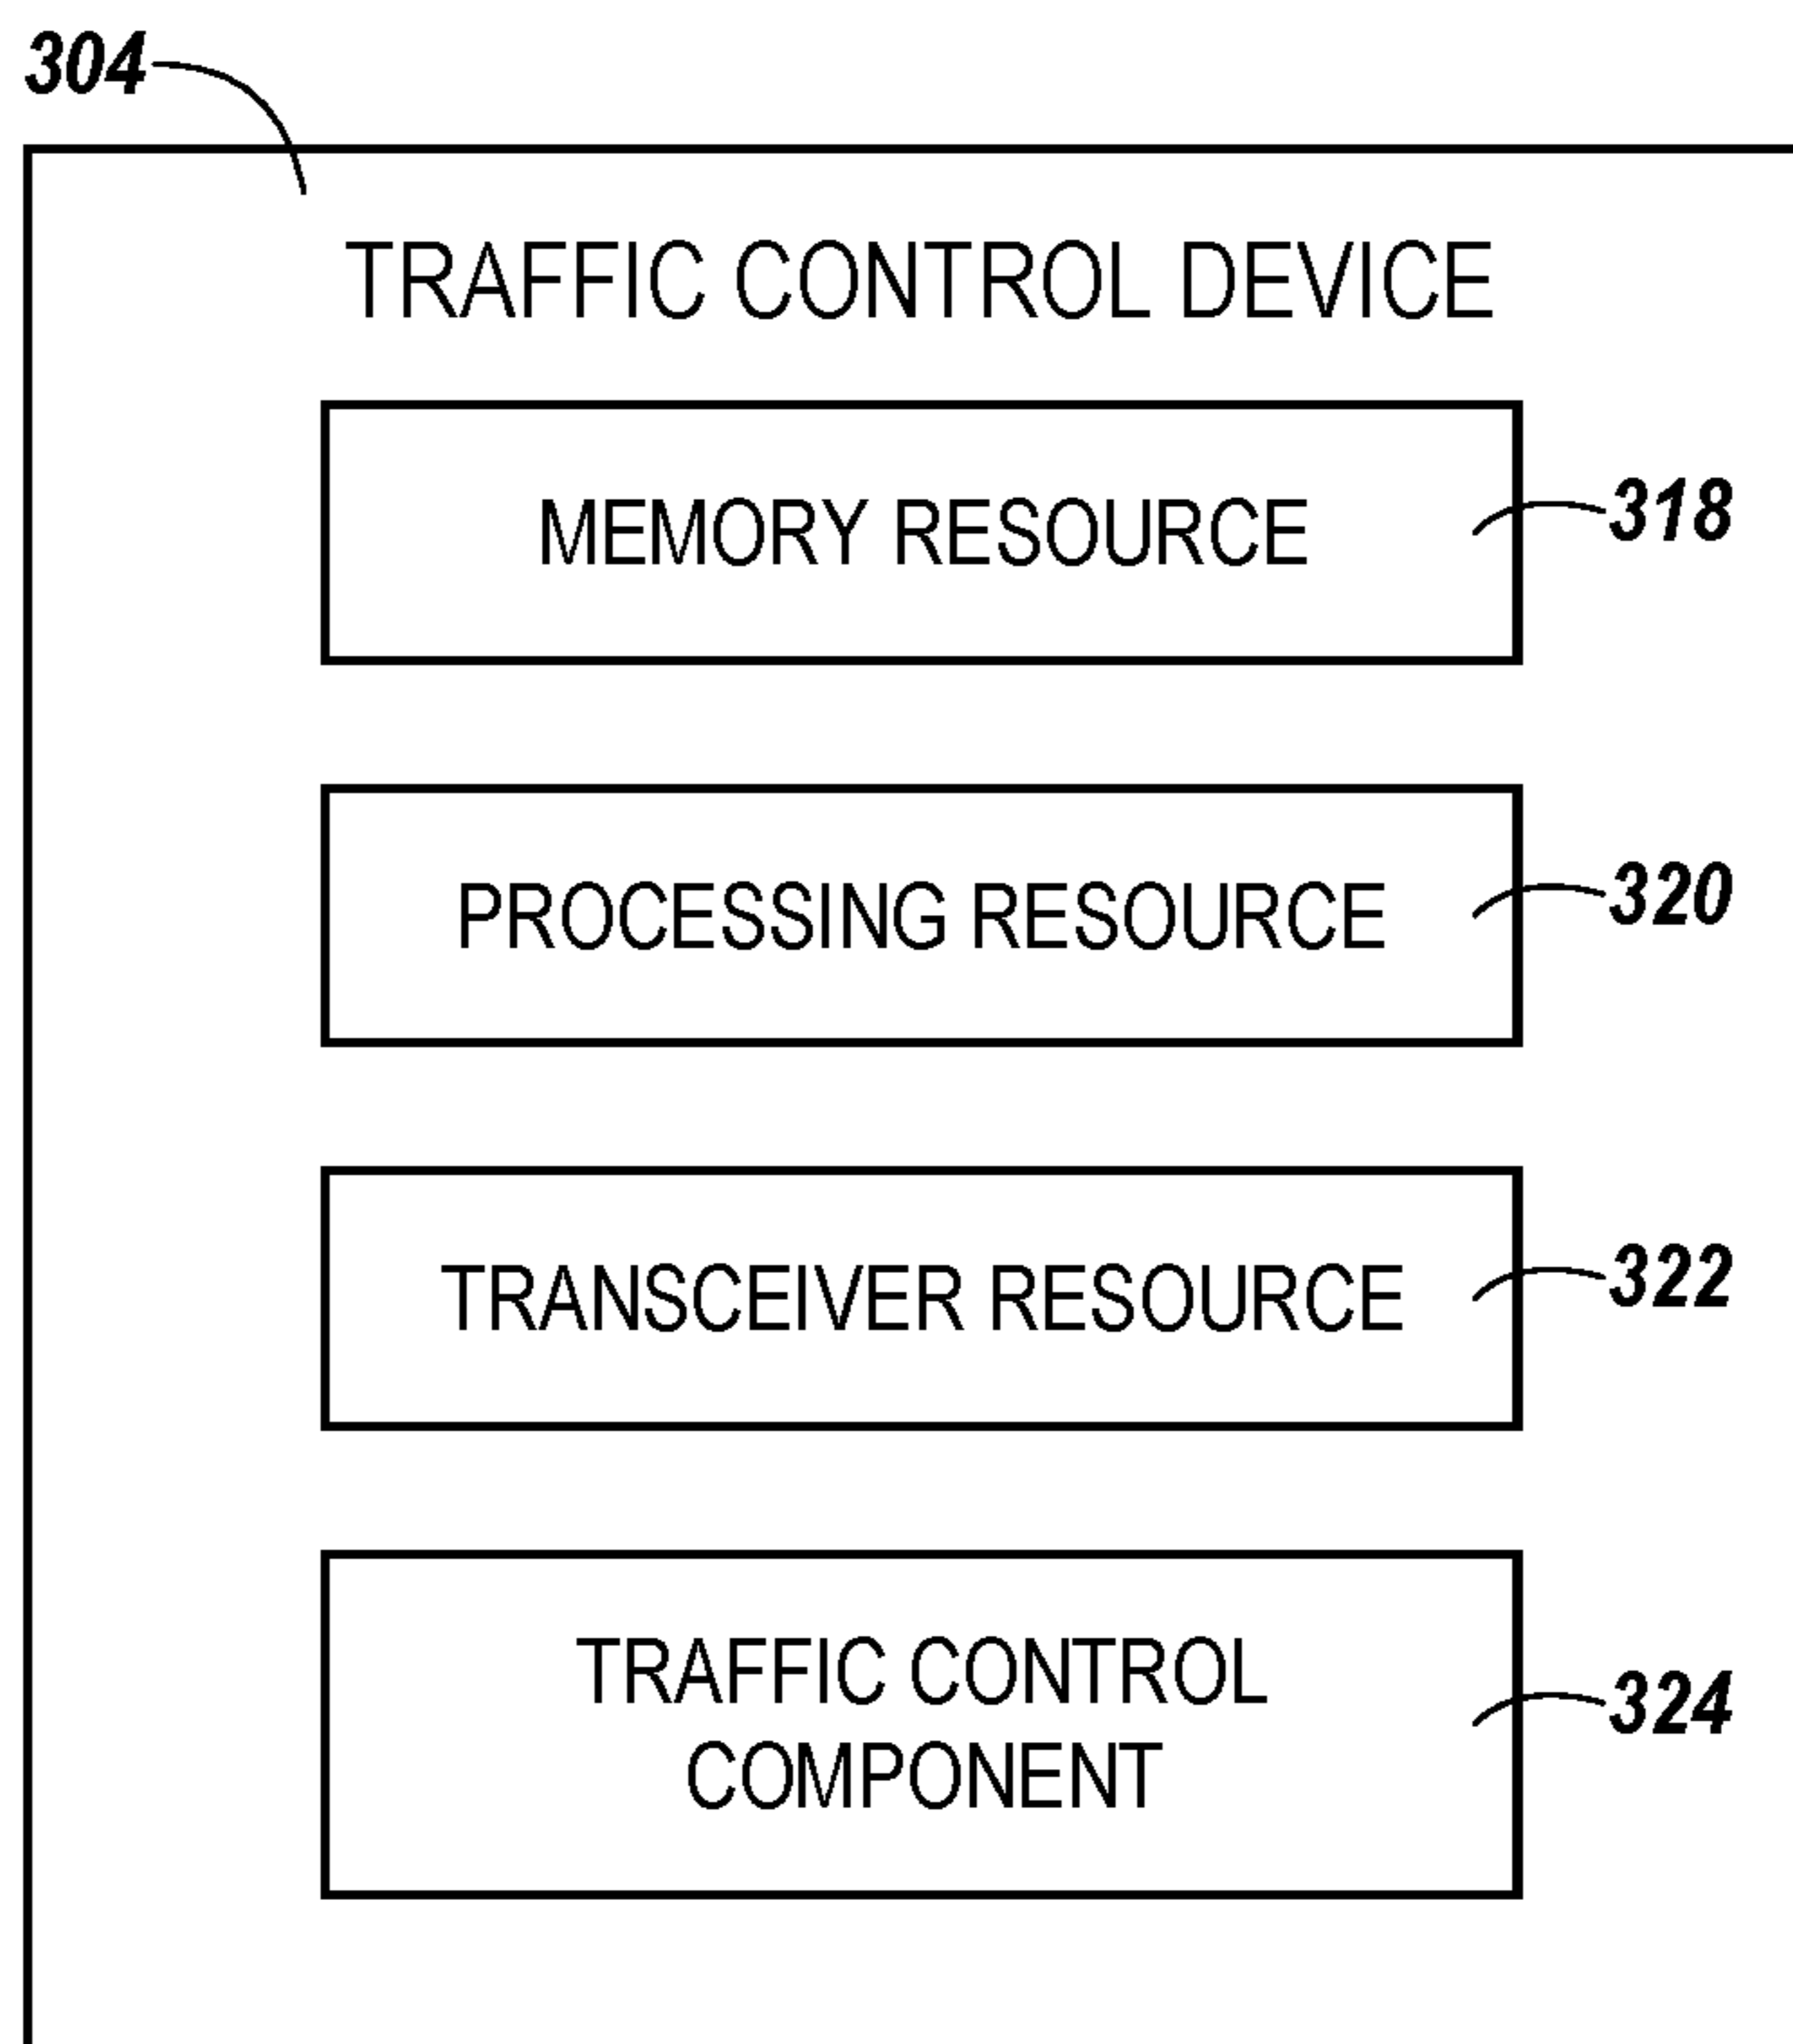 304
TRAFFIC CONTROL DEVICE
MEMORY RESOURCE
318
PROCESSING RESOURCE
320
TRANSCEIVER RESOURCE
322
TRAFFIC CONTROL
COMPONENT
324